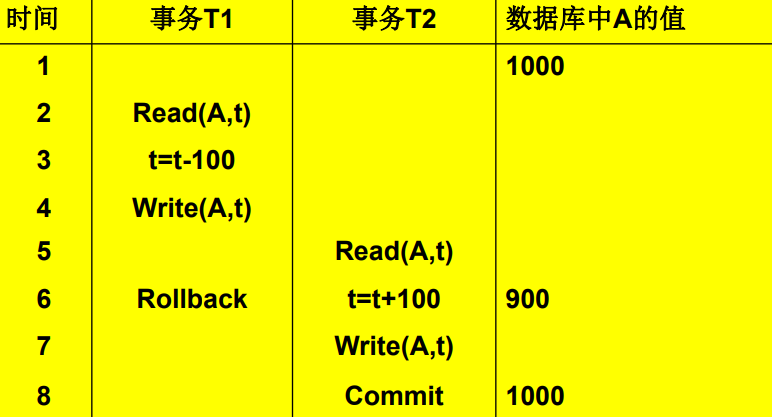 时间 事务T1 事务T2 数据库中A的值
1 1000
2 Read(A,t)
3 t=t-100
4 Write(A,t)
5 Read(A,t)
6 Rollback t=t+100 900
7 Write(A,t)
8 Commit 1000